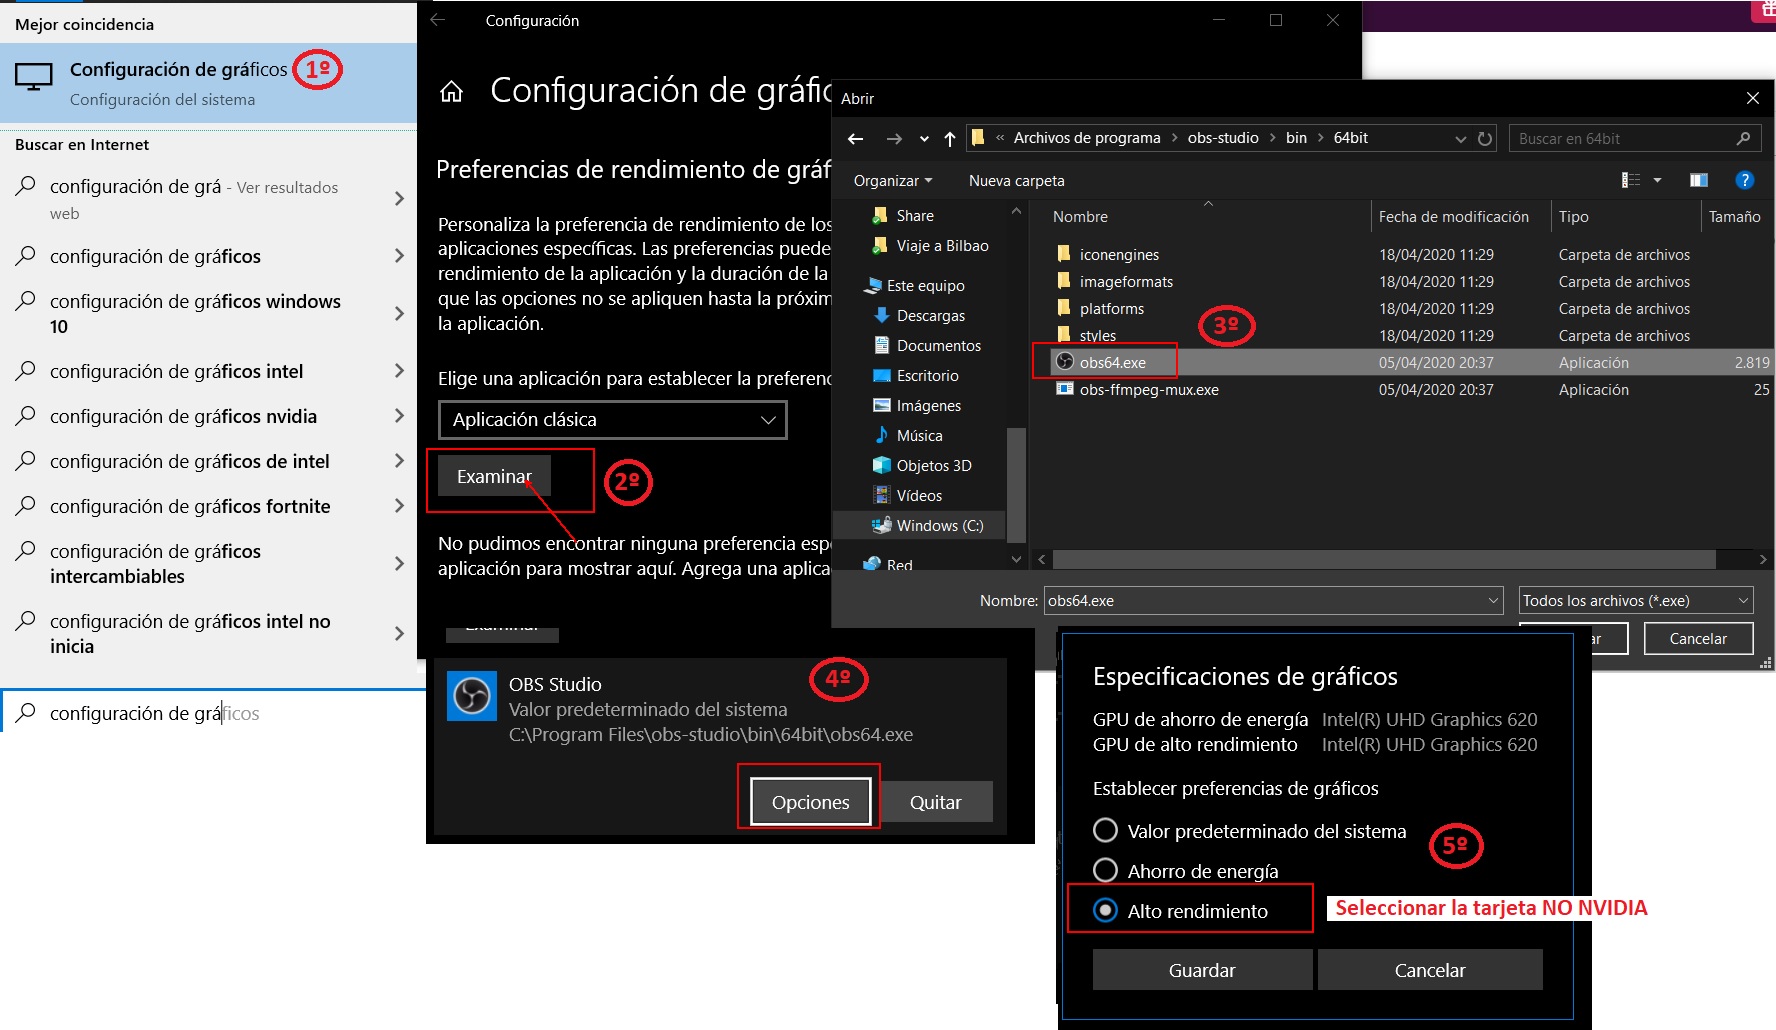 Mejor coincidencia
Configuración de gráficos
1º
Configuración del sistema
Buscar en Internet
configuración de grá - Ver resultados
web
configuración de gráficos
configuración de gráficos windows
10
configuración de gráficos intel
configuración de gráficos nvidia
configuración de gráficos de intel
configuración de gráficos fortnite
configuración de gráficos
intercambiables
configuración de gráficos intel no
inicia
configuración de gráficos
Configuración
Configuración de gráfic
Preferencias de rendimiento de gráf
Personaliza la preferencia de rendimiento de los
aplicaciones específicas. Las preferencias puede
rendimiento de la aplicación y la duración de la
que las opciones no se apliquen hasta la próxim
la aplicación.
Elige una aplicación para establecer la preferenc
Aplicación clásica
Examinar
2º
No pudimos encontrar ninguna preferencia espe
aplicación para mostrar aquí. Agrega una aplica
Examinar
Abrir
« Archivos de programa > obs-studio > bin > 64bit
Buscar en 64bit
Organizar
Nueva carpeta
?
Share
Viaje a Bilbao
Este equipo
Descargas
Documentos
Escritorio
Imágenes
Música
Objetos 3D
Vídeos
Windows (C:)
Red
Nombre Fecha de modificación Tipo Tamaño
iconengines 18/04/2020 11:29 Carpeta de archivos
imageformats 18/04/2020 11:29 Carpeta de archivos
platforms 18/04/2020 11:29 Carpeta de archivos
3º
styles 18/04/2020 11:29 Carpeta de archivos
obs64.exe 05/04/2020 20:37 Aplicación 2.819
obs-ffmpeg-mux.exe 05/04/2020 20:37 Aplicación 25
Nombre: obs64.exe
Todos los archivos (*.exe)
ar
Cancelar
OBS Studio
4º
Valor predeterminado del sistema
C:\Program Files\obs-studio\bin\64bit\obs64.exe
Opciones
Quitar
Especificaciones de gráficos
GPU de ahorro de energía Intel(R) UHD Graphics 620
GPU de alto rendimiento Intel(R) UHD Graphics 620
Establecer preferencias de gráficos
Valor predeterminado del sistema
5º
Ahorro de energía
Alto rendimiento
Seleccionar la tarjeta NO NVIDIA
Guardar
Cancelar